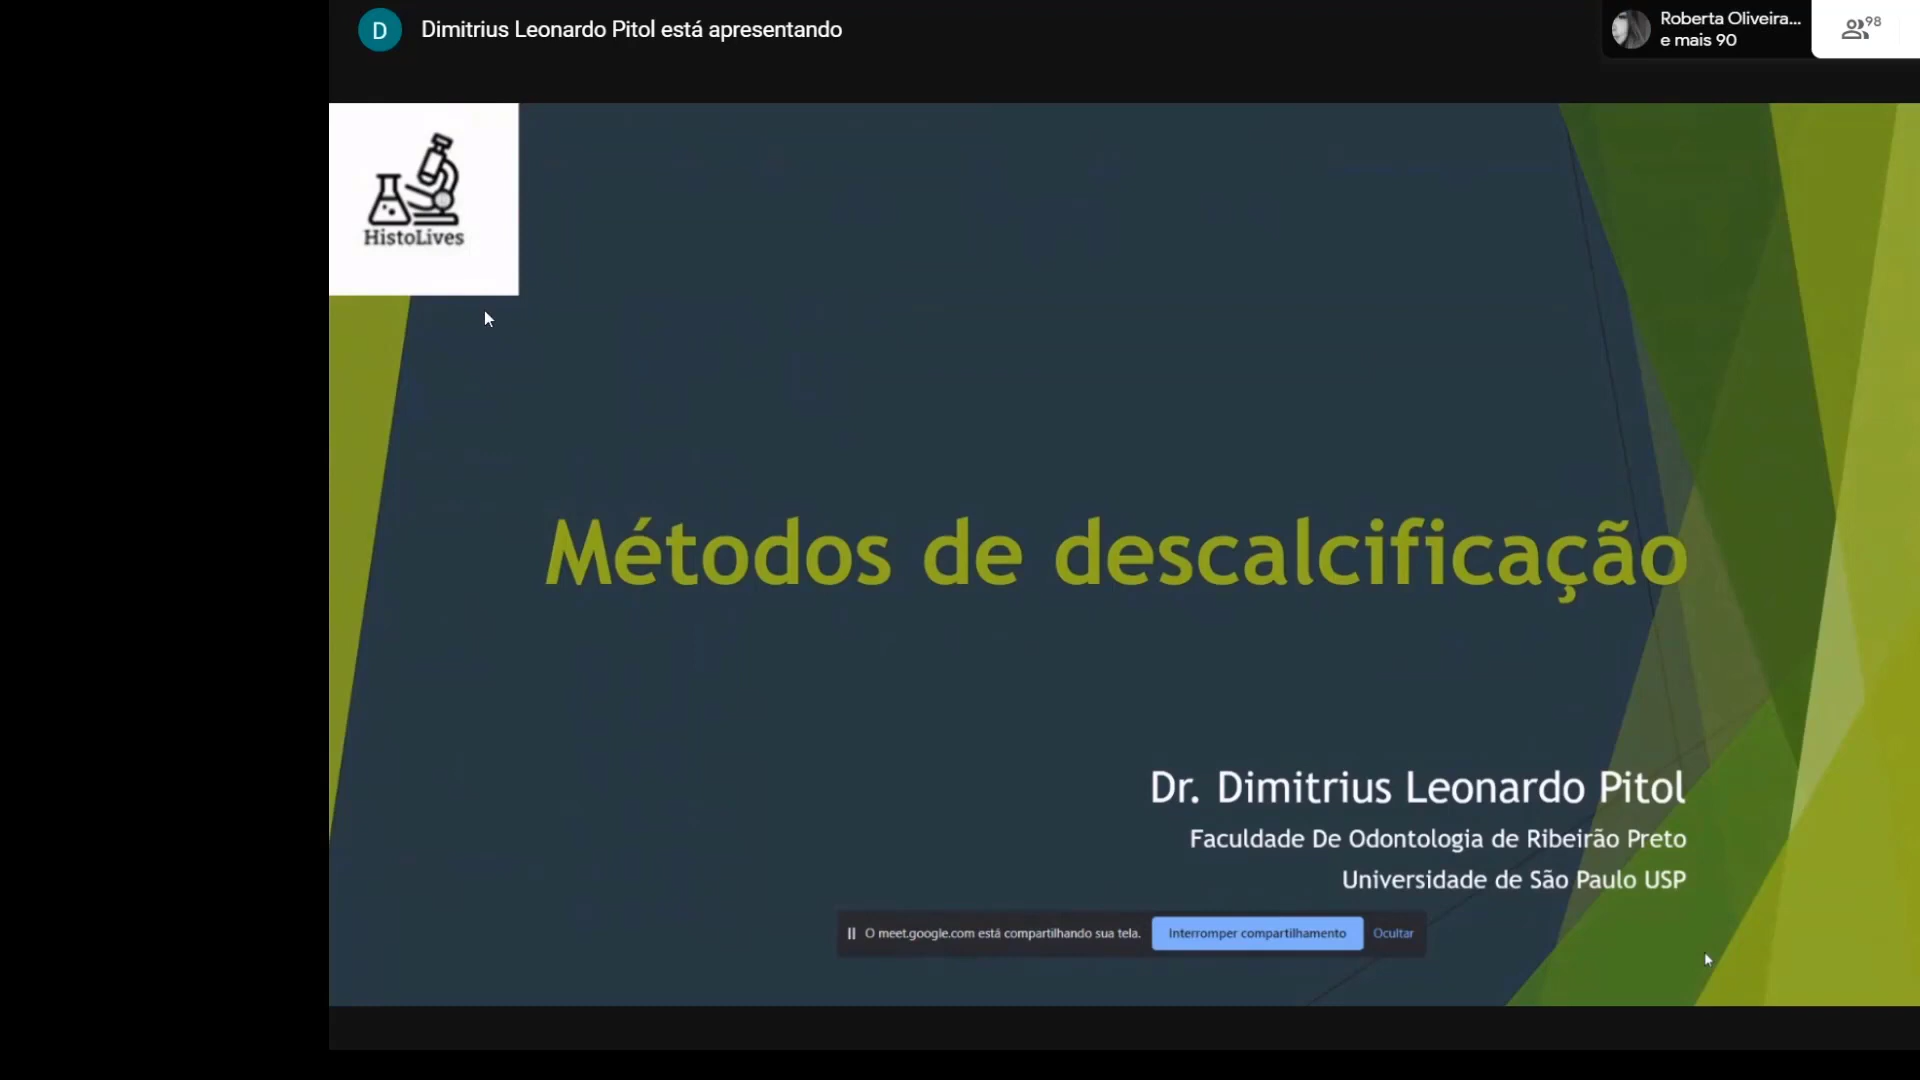 D
Dimitrius Leonardo Pitol está apresentando
Roberta Oliveira...
e mais 90
98
HistoLives
Métodos de descalcificação
Dr. Dimitrius Leonardo Pitol
Faculdade De Odontologia de Ribeirão Preto
Universidade de São Paulo USP
O meet.google.com está compartilhando sua tela.
Interromper compartilhamento
Ocultar